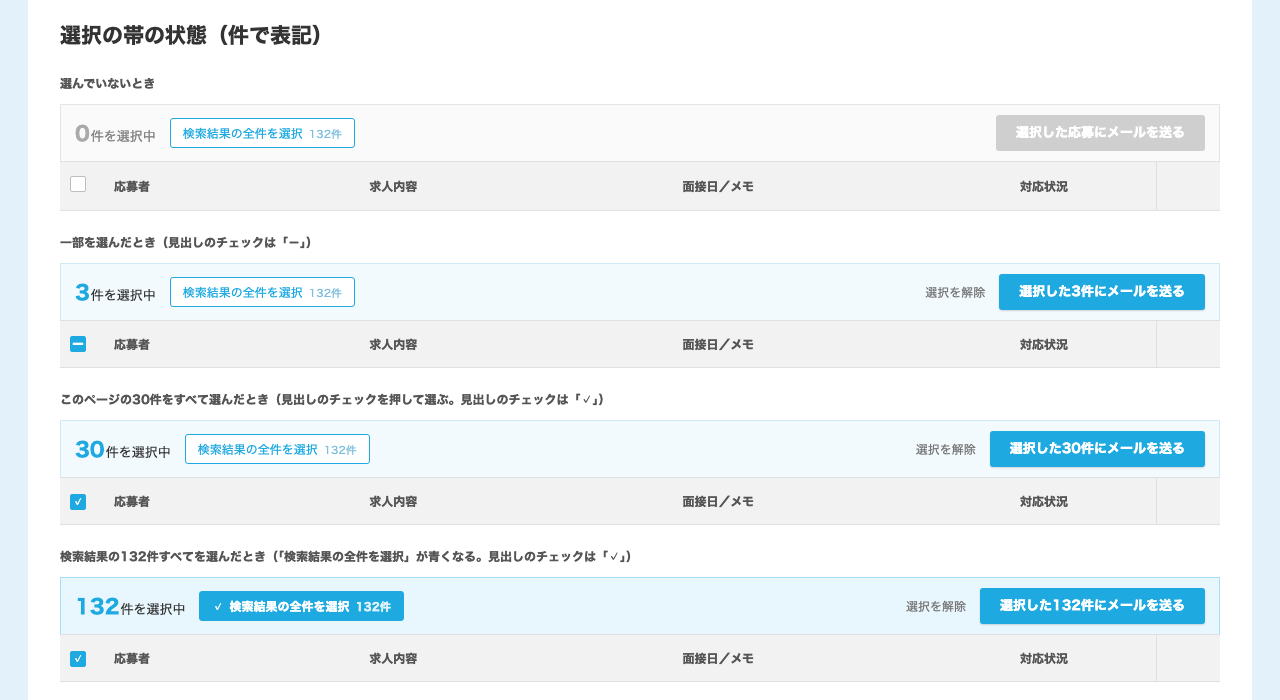 選択の帯の状態（件で表記）
選んでいないとき
0件を選択中 検索結果の全件を選択 132件 選択した応募にメールを送る
応募者 求人内容 面接日／メモ 対応状況
一部を選んだとき（見出しのチェックは「－」）
3件を選択中 検索結果の全件を選択 132件 選択を解除 選択した3件にメールを送る
応募者 求人内容 面接日／メモ 対応状況
このページの30件をすべて選んだとき（見出しのチェックを押して選ぶ。見出しのチェックは「✓」）
30件を選択中 検索結果の全件を選択 132件 選択を解除 選択した30件にメールを送る
✓ 応募者 求人内容 面接日／メモ 対応状況
検索結果の132件すべてを選んだとき（「検索結果の全件を選択」が青くなる。見出しのチェックは「✓」）
132件を選択中 ✓ 検索結果の全件を選択 132件 選択を解除 選択した132件にメールを送る
✓ 応募者 求人内容 面接日／メモ 対応状況